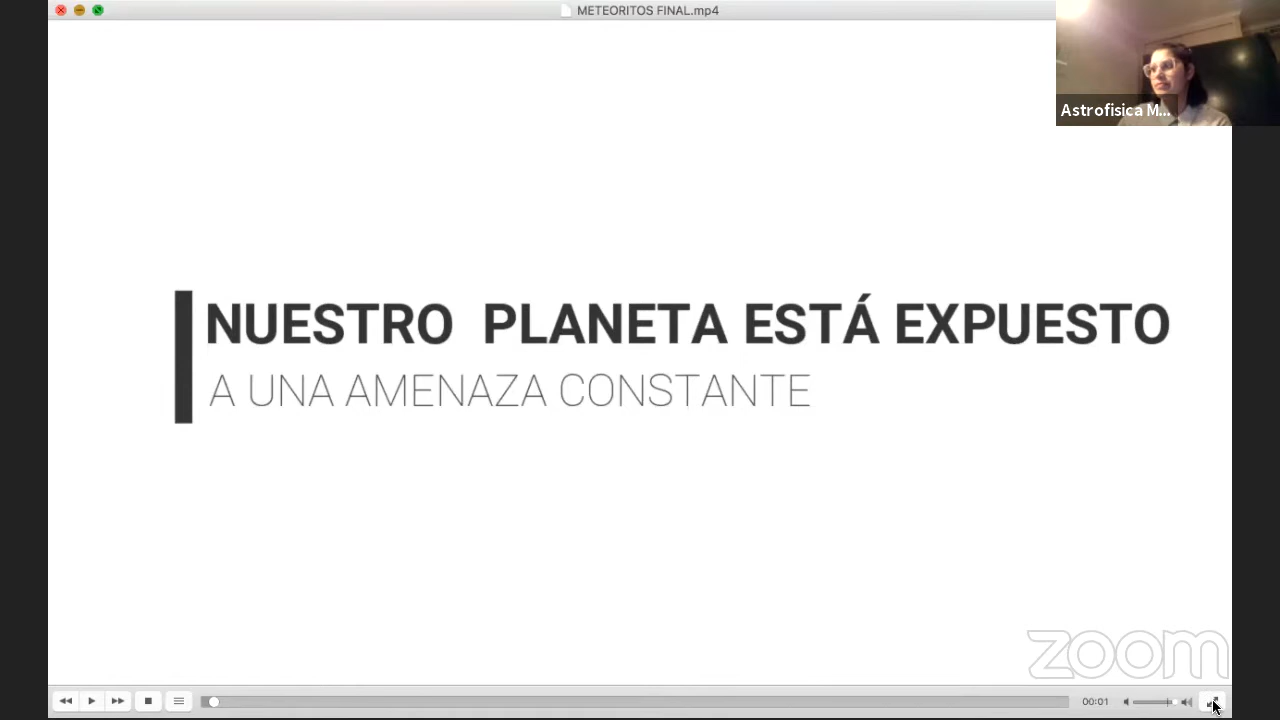 METEORITOS FINAL.mp4
Astrofisica M...
NUESTRO PLANETA ESTÁ EXPUESTO
A UNA AMENAZA CONSTANTE
zoom
00:01